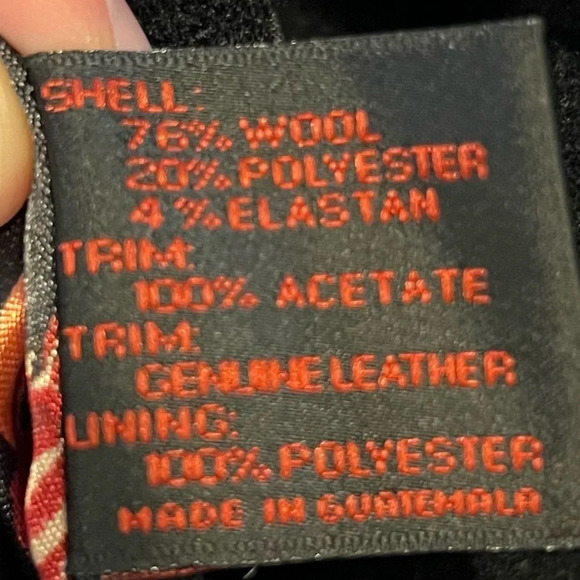 SHELL:
76% WOOL
20% POLYESTER
4% ELASTAN
TRIM:
100% ACETATE
TRIM:
GENUINE LEATHER
LINING:
100% POLYESTER
MADE IN GUATEMALA